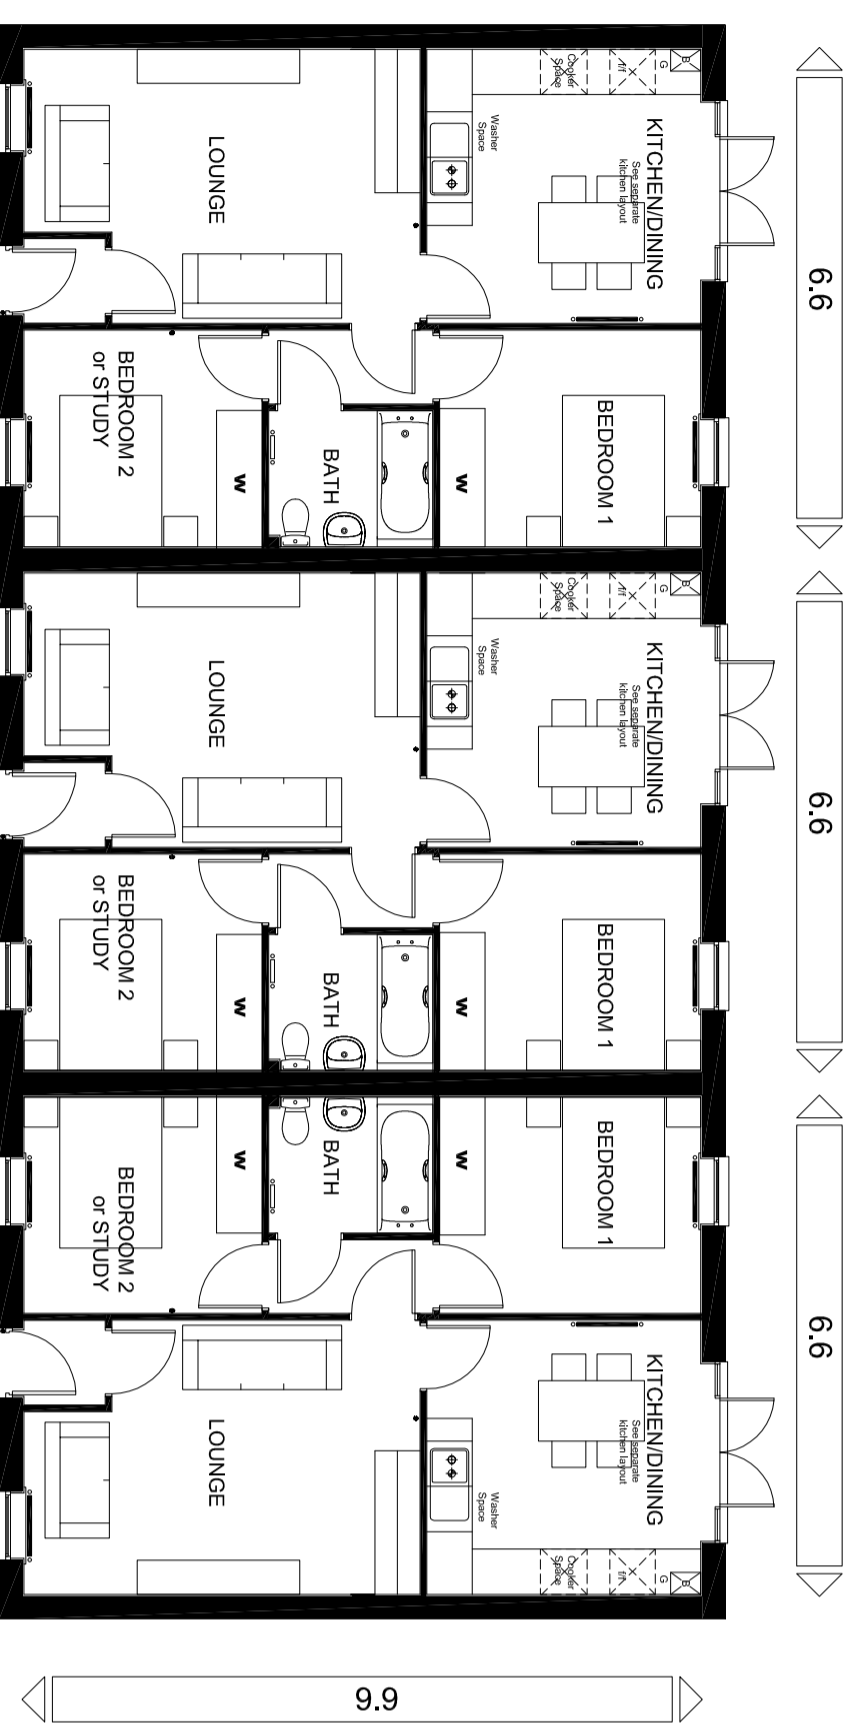 LOUNGE
KITCHEN/DINING
See separate
kitchen layout
Washer
Space
Cooker
Space
f/f
G
B
6.6
BEDROOM 2
or STUDY
W
BATH
W
BEDROOM 1
LOUNGE
KITCHEN/DINING
See separate
kitchen layout
Washer
Space
Cooker
Space
f/f
G
B
6.6
BEDROOM 2
or STUDY
W
BATH
W
BEDROOM 1
BEDROOM 2
or STUDY
W
BATH
W
BEDROOM 1
6.6
LOUNGE
KITCHEN/DINING
See separate
kitchen layout
Washer
Space
Cooker
Space
f/f
G
B
9.9